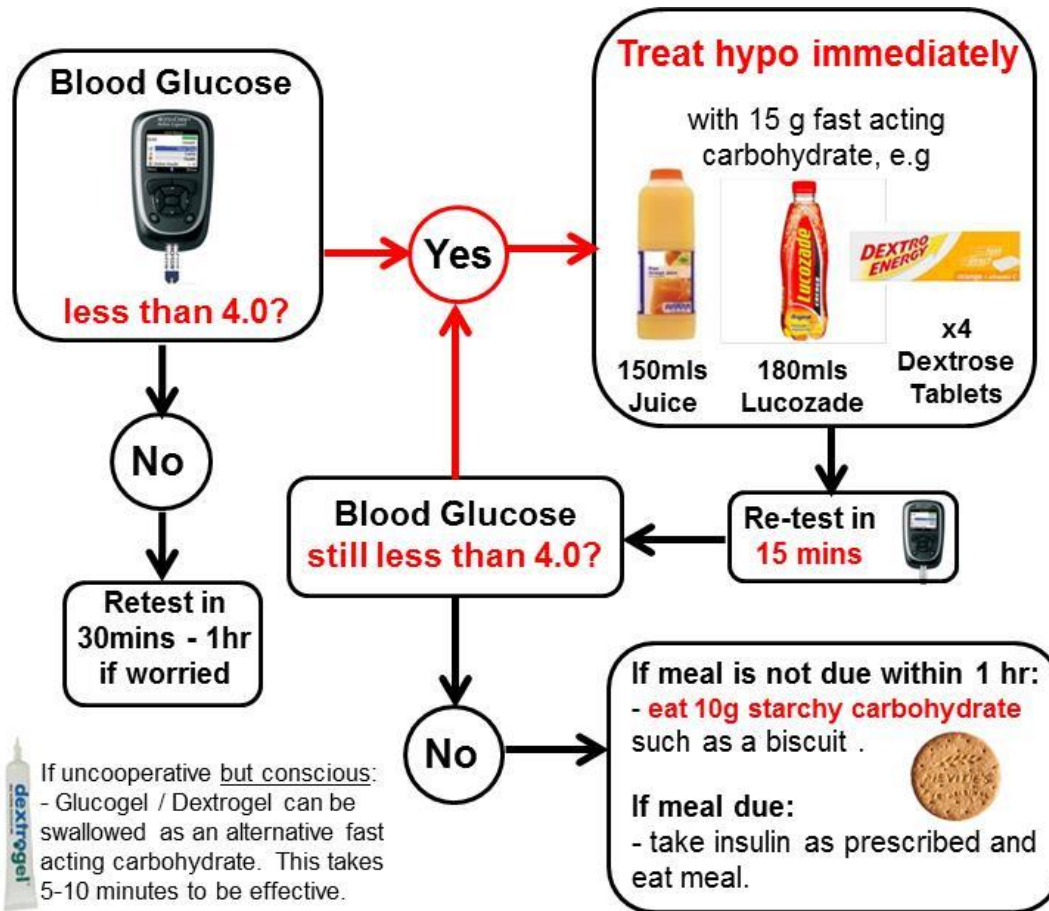 Blood Glucose
less than 4.0?
Yes
Treat hypo immediately
with 15 g fast acting
carbohydrate, e.g
Lucozade
DEXTRO
ENERGY
150mls
Juice
180mls
Lucozade
x4
Dextrose
Tablets
No
Retest in
30mins - 1hr
if worried
Re-test in
15 mins
Blood Glucose
still less than 4.0?
No
If meal is not due within 1 hr:
- eat 10g starchy carbohydrate
such as a biscuit .
If meal due:
- take insulin as prescribed and
eat meal.
dextrogel
If uncooperative but conscious:
- Glucogel / Dextrogel can be
swallowed as an alternative fast
acting carbohydrate. This takes
5-10 minutes to be effective.